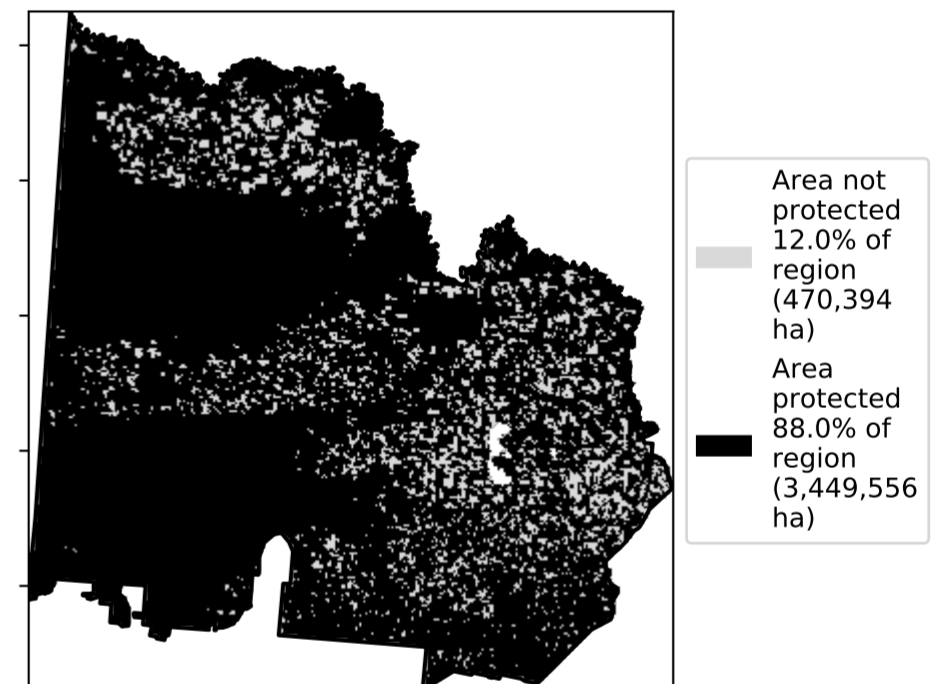 Area not
protected
12.0% of
region
(470,394
ha)
Area
protected
88.0% of
region
(3,449,556
ha)